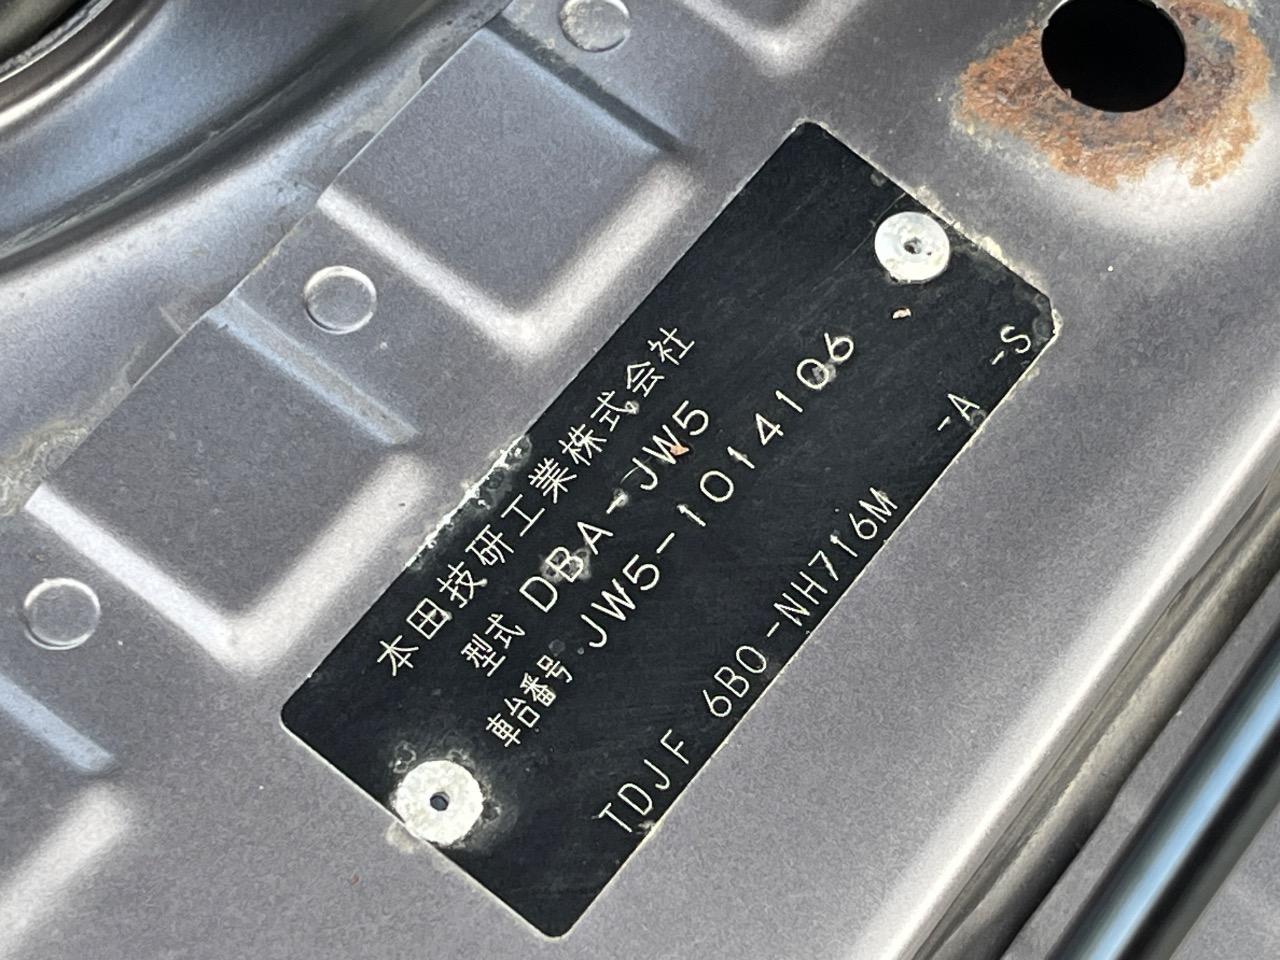 本田技研工業株式会社
型式 DBA-JW5
車台番号 JW5-1014106
TDJF 6B0-NH716M -A -S